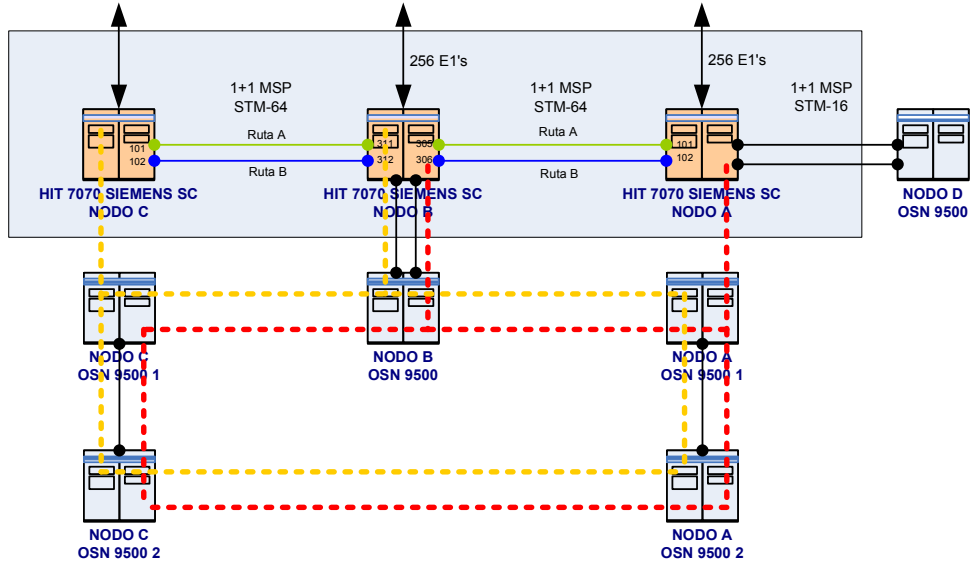 256 E1's
256 E1's
1+1 MSP
STM-64
1+1 MSP
STM-64
1+1 MSP
STM-16
Ruta A
Ruta A
101
102
311
312
305
306
101
102
Ruta B
Ruta B
HIT 7070 SIEMENS SC
NODO C
HIT 7070 SIEMENS SC
NODO B
HIT 7070 SIEMENS SC
NODO A
NODO D
OSN 9500
NODO C
OSN 9500 1
NODO B
OSN 9500
NODO A
OSN 9500 1
NODO C
OSN 9500 2
NODO A
OSN 9500 2